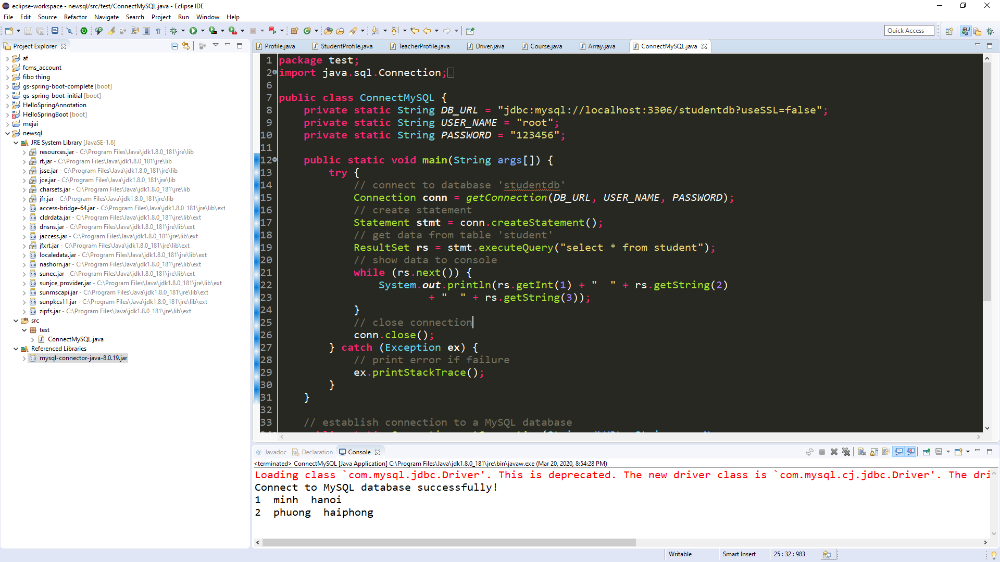 eclipse-workspace - newsql/src/test/ConnectMySQL.java - Eclipse IDE
File Edit Source Refactor Navigate Search Project Run Window Help
Quick Access
Project Explorer
af
fcms_account
fibo thing
gs-spring-boot-complete [boot]
gs-spring-boot-initial [boot]
HelloSpringAnnotation
HelloSpringBoot [boot]
mejai
newsql
JRE System Library [JavaSE-1.6]
resources.jar - C:\Program Files\Java\jdk1.8.0_181\jre\lib
rt.jar - C:\Program Files\Java\jdk1.8.0_181\jre\lib
jsse.jar - C:\Program Files\Java\jdk1.8.0_181\jre\lib
jce.jar - C:\Program Files\Java\jdk1.8.0_181\jre\lib
charsets.jar - C:\Program Files\Java\jdk1.8.0_181\jre\lib
jfr.jar - C:\Program Files\Java\jdk1.8.0_181\jre\lib
access-bridge-64.jar - C:\Program Files\Java\jdk1.8.0_181\jre\lib\ext
cldrdata.jar - C:\Program Files\Java\jdk1.8.0_181\jre\lib\ext
dnsns.jar - C:\Program Files\Java\jdk1.8.0_181\jre\lib\ext
jaccess.jar - C:\Program Files\Java\jdk1.8.0_181\jre\lib\ext
jfxrt.jar - C:\Program Files\Java\jdk1.8.0_181\jre\lib\ext
localedata.jar - C:\Program Files\Java\jdk1.8.0_181\jre\lib\ext
nashorn.jar - C:\Program Files\Java\jdk1.8.0_181\jre\lib\ext
sunec.jar - C:\Program Files\Java\jdk1.8.0_181\jre\lib\ext
sunjce_provider.jar - C:\Program Files\Java\jdk1.8.0_181\jre\lib\ext
sunmscapi.jar - C:\Program Files\Java\jdk1.8.0_181\jre\lib\ext
sunpkcs11.jar - C:\Program Files\Java\jdk1.8.0_181\jre\lib\ext
zipfs.jar - C:\Program Files\Java\jdk1.8.0_181\jre\lib\ext
src
test
ConnectMySQL.java
Referenced Libraries
mysql-connector-java-8.0.19.jar
Profile.java StudentProfile.java TeacherProfile.java Driver.java Course.java Array.java ConnectMySQL.java
1 package test;
2 import java.sql.Connection;
6
7 public class ConnectMySQL {
8     private static String DB_URL = "jdbc:mysql://localhost:3306/studentdb?useSSL=false";
9     private static String USER_NAME = "root";
10     private static String PASSWORD = "123456";
11
12     public static void main(String args[]) {
13         try {
14             // connect to database 'studentdb'
15             Connection conn = getConnection(DB_URL, USER_NAME, PASSWORD);
16             // create statement
17             Statement stmt = conn.createStatement();
18             // get data from table 'student'
19             ResultSet rs = stmt.executeQuery("select * from student");
20             // show data to console
21             while (rs.next()) {
22                 System.out.println(rs.getInt(1) + "  " + rs.getString(2)
23                         + "  " + rs.getString(3));
24             }
25             // close connection
26             conn.close();
27         } catch (Exception ex) {
28             // print error if failure
29             ex.printStackTrace();
30         }
31     }
32
33     // establish connection to a MySQL database
Javadoc Declaration Console
<terminated> ConnectMySQL [Java Application] C:\Program Files\Java\jdk1.8.0_181\jre\bin\javaw.exe (Mar 20, 2020, 8:54:28 PM)
Loading class `com.mysql.jdbc.Driver'. This is deprecated. The new driver class is `com.mysql.cj.jdbc.Driver'. The dri
Connect to MySQL database successfully!
1  minh  hanoi
2  phuong  haiphong
Writable Smart Insert 25 : 32 : 983